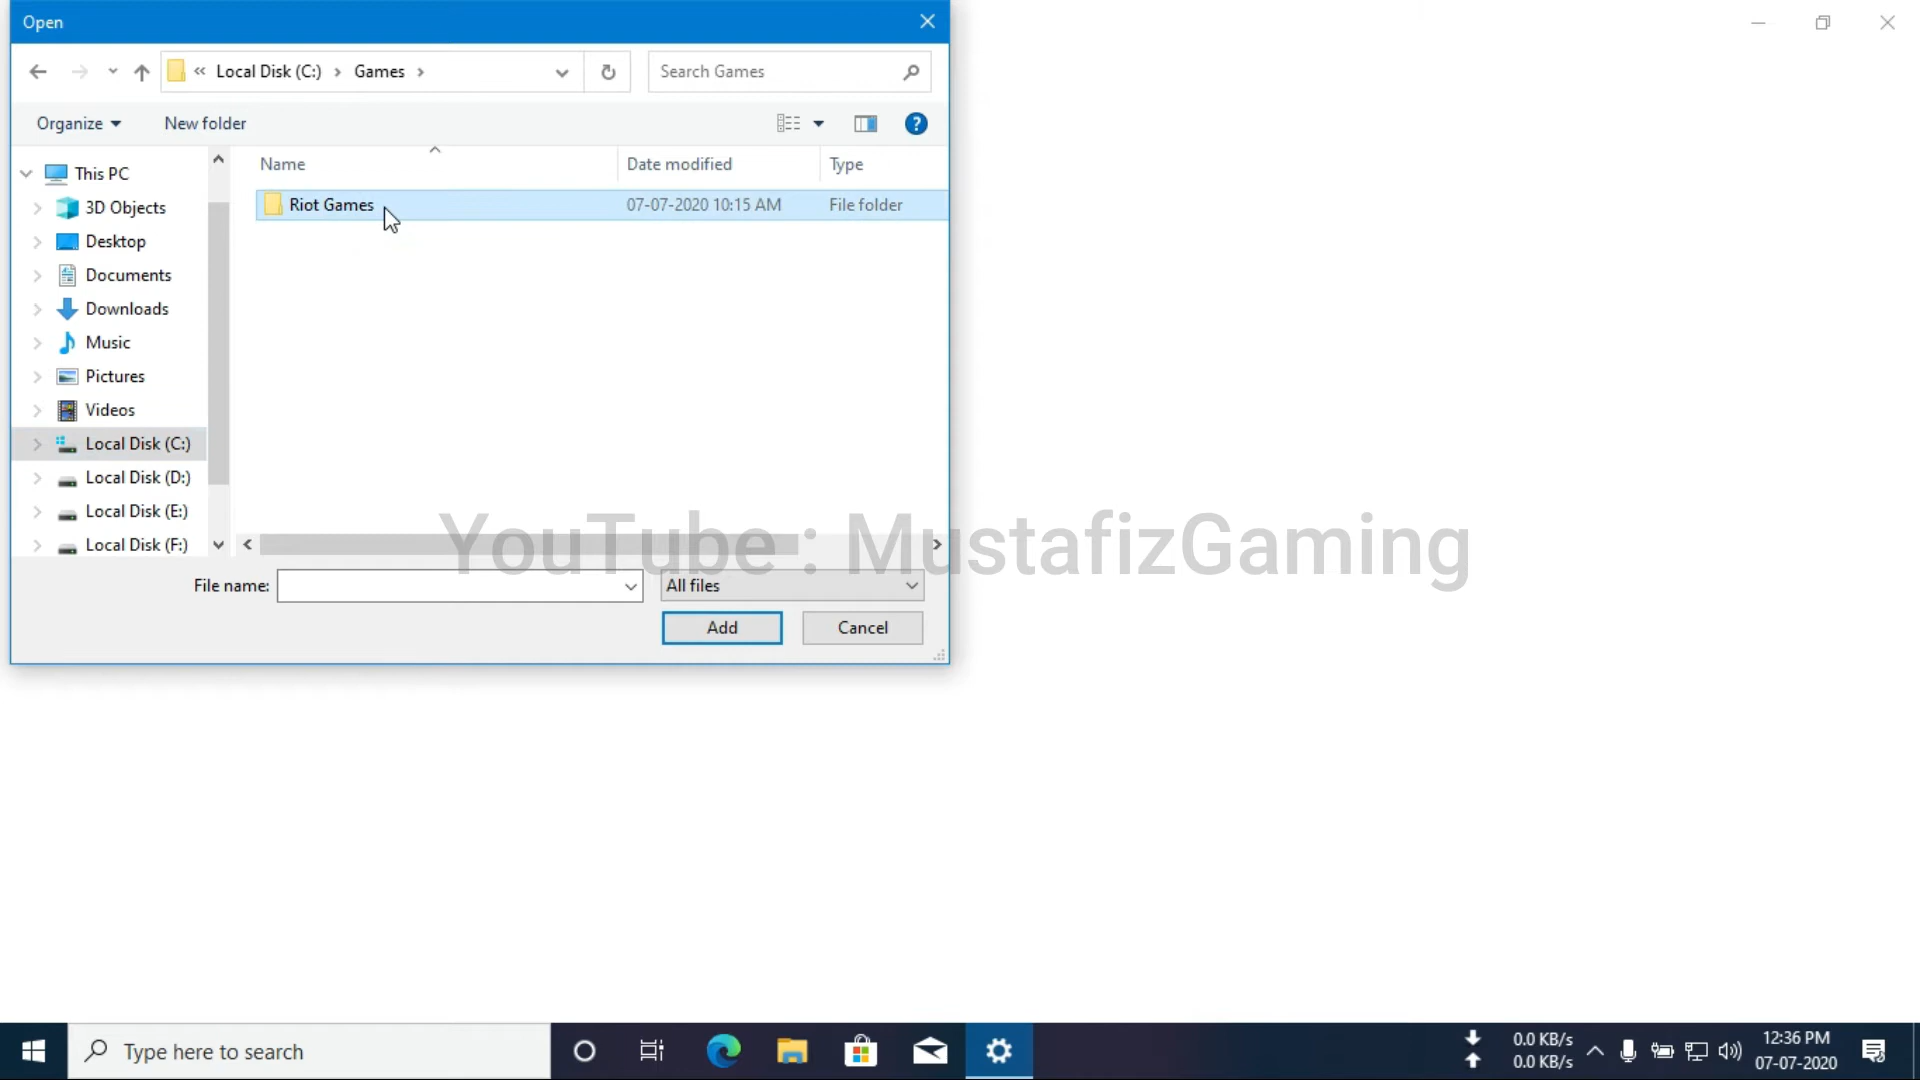 Open
« Local Disk (C:) › Games ›
Search Games
Organize
New folder
Name
Date modified
Type
This PC
3D Objects
Desktop
Documents
Downloads
Music
Pictures
Videos
Local Disk (C:)
Local Disk (D:)
Local Disk (E:)
Local Disk (F:)
Riot Games 07-07-2020 10:15 AM File folder
YouTube : MustafizGaming
File name:
All files
Add
Cancel
Type here to search
0.0 KB/s
0.0 KB/s
12:36 PM
07-07-2020